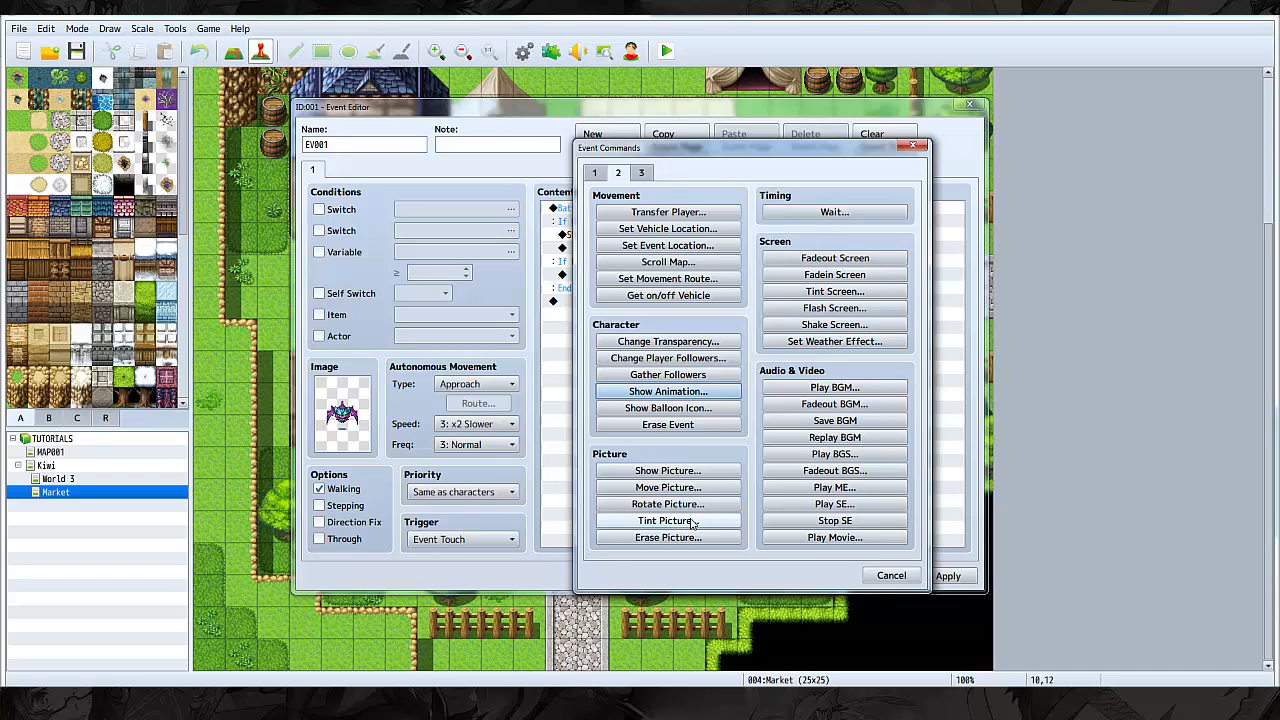 File Edit Mode Draw Scale Tools Game Help
1:1
ID:001 - Event Editor
Name:
Note:
EV001
New
Copy
Paste
Delete
Clear
1
Conditions
Switch
Switch
Variable
≥
Self Switch
Item
Actor
Image
Autonomous Movement
Type: Approach
Route...
Speed: 3: x2 Slower
Freq: 3: Normal
Options
Walking
Stepping
Direction Fix
Through
Priority
Same as characters
Trigger
Event Touch
◆Bat
: If
◆S
◆
: If
◆
: End
◆
Apply
Event Commands
1 2 3
Movement
Transfer Player...
Set Vehicle Location...
Set Event Location...
Scroll Map...
Set Movement Route...
Get on/off Vehicle
Character
Change Transparency...
Change Player Followers...
Gather Followers
Show Animation...
Show Balloon Icon...
Erase Event
Picture
Show Picture...
Move Picture...
Rotate Picture...
Tint Picture...
Erase Picture...
Timing
Wait...
Screen
Fadeout Screen
Fadein Screen
Tint Screen...
Flash Screen...
Shake Screen...
Set Weather Effect...
Audio & Video
Play BGM...
Fadeout BGM...
Save BGM
Replay BGM
Play BGS...
Fadeout BGS...
Play ME...
Play SE...
Stop SE
Play Movie...
Cancel
A B C R
TUTORIALS
MAP001
Kiwi
World 3
Market
004:Market (25x25) 100% 10,12